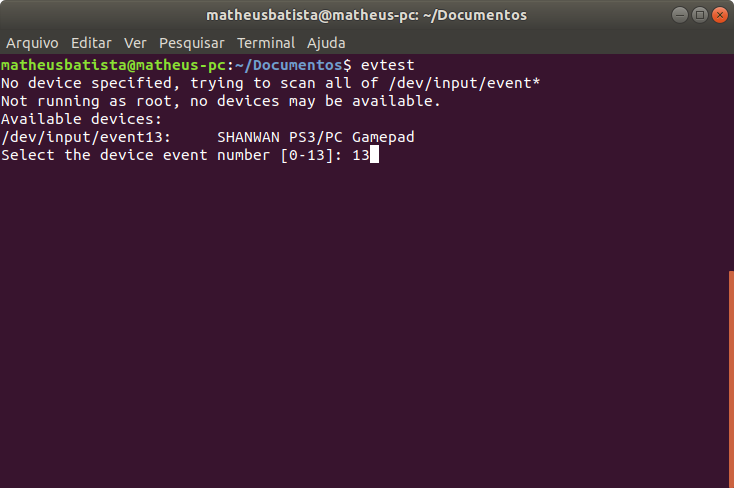 matheusbatista@matheus-pc: ~/Documentos
Arquivo Editar Ver Pesquisar Terminal Ajuda
matheusbatista@matheus-pc:~/Documentos$ evtest
No device specified, trying to scan all of /dev/input/event*
Not running as root, no devices may be available.
Available devices:
/dev/input/event13:     SHANWAN PS3/PC Gamepad
Select the device event number [0-13]: 13